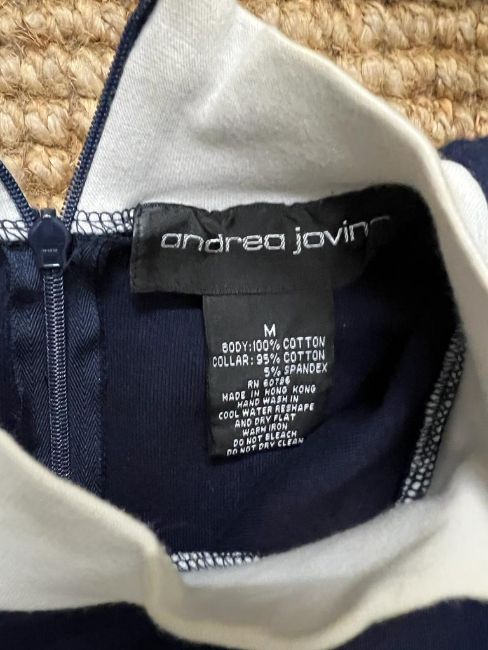 andrea jovin
M
BODY:100% COTTON
COLLAR: 95% COTTON
5% SPANDEX
RN 60786
MADE IN HONG KONG
HAND WASH IN
COOL WATER RESHAPE
AND DRY FLAT
WARM IRON
DO NOT BLEACH
DO NOT DRY CLEAN